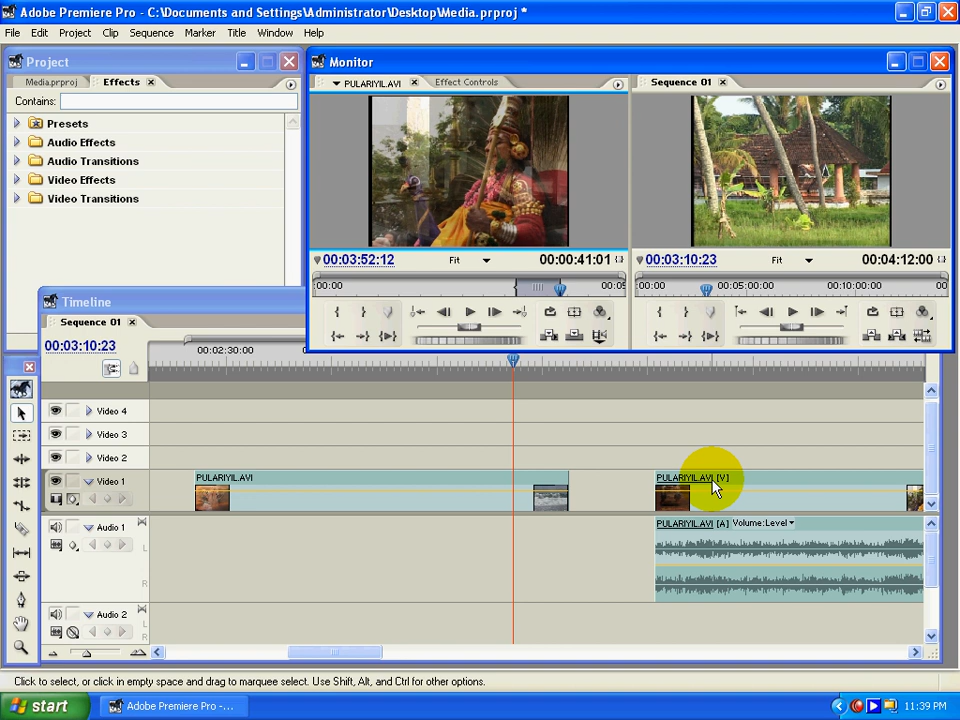 Adobe Premiere Pro - C:\Documents and Settings\Administrator\Desktop\Media.prproj *
File Edit Project Clip Sequence Marker Title Window Help
Project
Media.prproj Effects
Contains:
Presets
Audio Effects
Audio Transitions
Video Effects
Video Transitions
Monitor
PULARIYIL.AVI Effect Controls
Sequence 01
00:03:52:12 Fit 00:00:41:01
:00:00
00:03:10:23 Fit 00:04:12:00
00:00 00:05:00:00 00:10:00:00
Timeline
Sequence 01
00:03:10:23
00:02:30:00
Video 4
Video 3
Video 2
Video 1
PULARIYIL.AVI
PULARIYIL.AVI [V]
Audio 1
L
R
PULARIYIL.AVI [A] Volume:Level
Audio 2
L
R
Click to select, or click in empty space and drag to marquee select. Use Shift, Alt, and Ctrl for other options.
start
Adobe Premiere Pro -...
11:39 PM